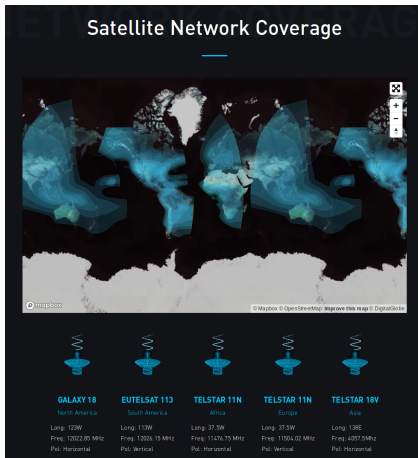 NETWORK COVERAGE
Satellite Network Coverage
+
−
mapbox
© Mapbox © OpenStreetMap Improve this map © DigitalGlobe
GALAXY 18 EUTELSAT 113 TELSTAR 11N TELSTAR 11N TELSTAR 18V
North America South America Africa Europe Asia
Long: 123W Long: 113W Long: 37.5W Long: 37.5W Long: 138E
Freq: 12022.85 MHz Freq: 12026.15 MHz Freq: 11476.75 MHz Freq: 11504.02 MHz Freq: 4057.5Mhz
Pol: Horizontal Pol: Vertical Pol: Horizontal Pol: Vertical Pol: Horizontal